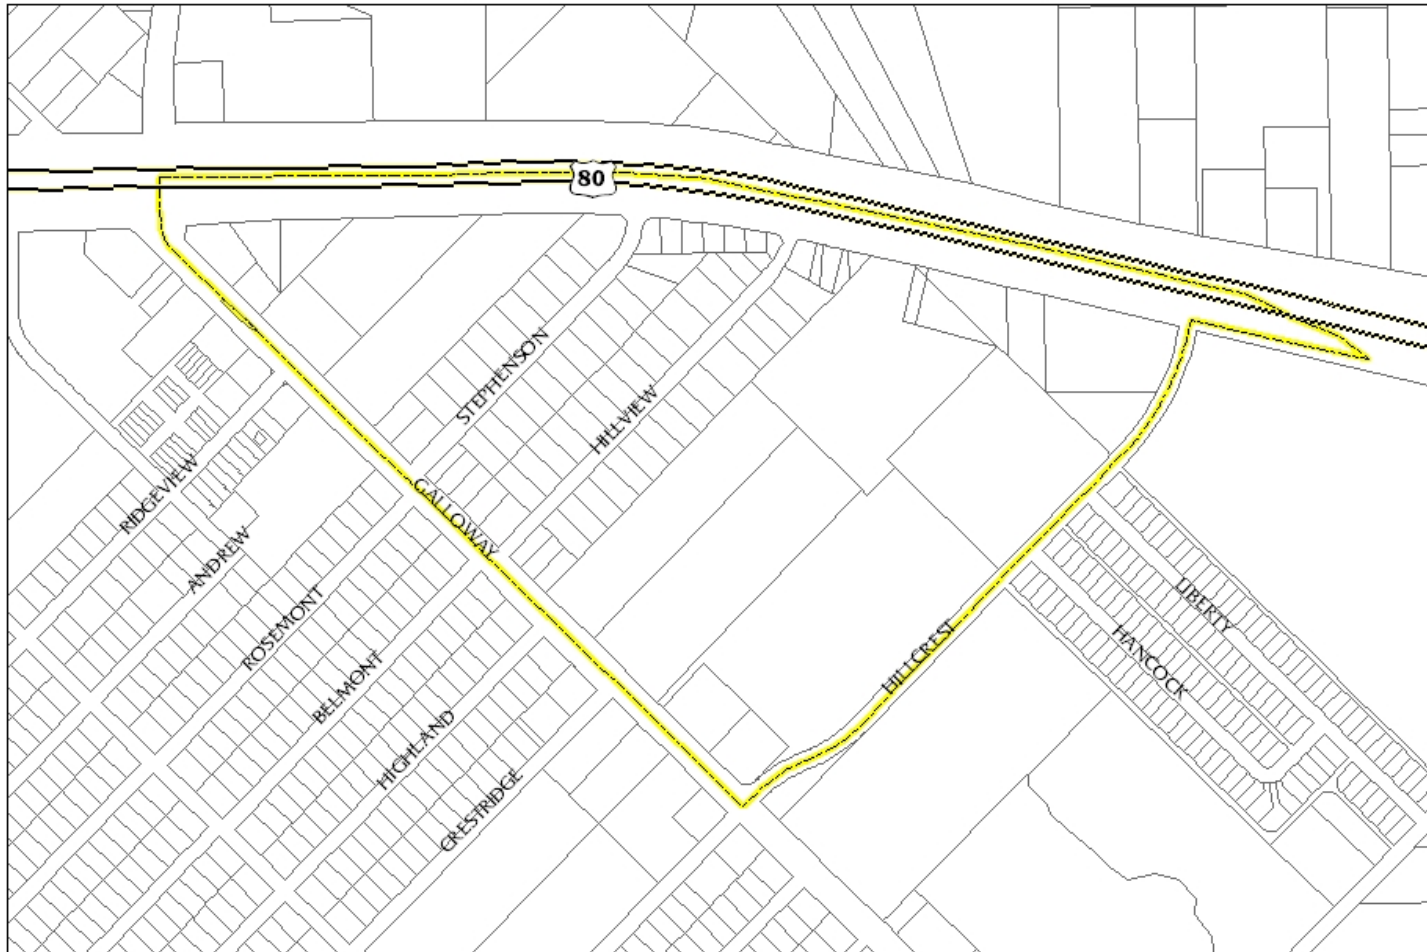 80
STEPHENSON
HILLVIEW
RIDGEVIEW
GALLOWAY
ANDREW
ROSEMONT
LIBERTY
HANCOCK
HILLCREST
BELMONT
HIGHLAND
CRESTRIDGE